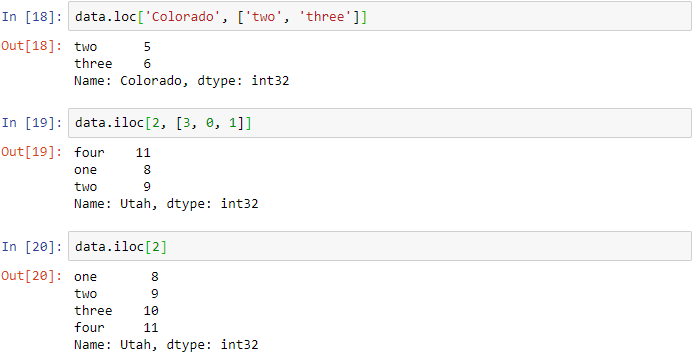 In [18]: data.loc['Colorado', ['two', 'three']]
Out[18]: two      5
three    6
Name: Colorado, dtype: int32
In [19]: data.iloc[2, [3, 0, 1]]
Out[19]: four    11
one      8
two      9
Name: Utah, dtype: int32
In [20]: data.iloc[2]
Out[20]: one       8
two       9
three    10
four     11
Name: Utah, dtype: int32